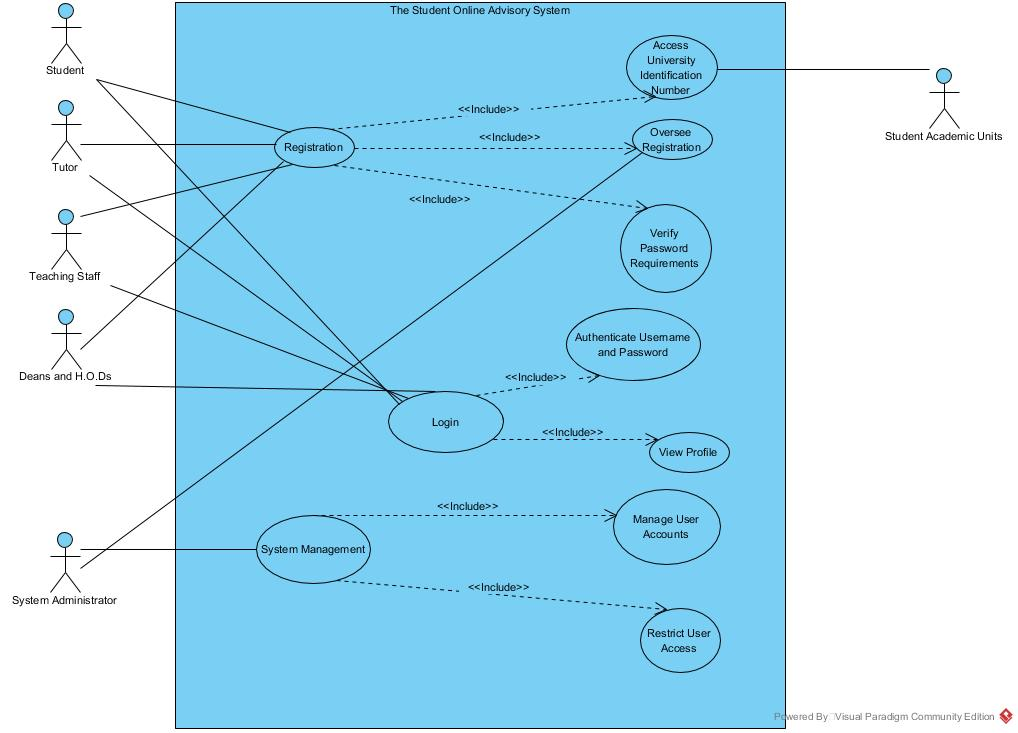 The Student Online Advisory System
Student
Tutor
Teaching Staff
Deans and H.O.Ds
System Administrator
Registration
<<Include>>
<<Include>>
<<Include>>
Access
University
Identification
Number
Oversee
Registration
Verify
Password
Requirements
Student Academic Units
Login
<<Include>>
<<Include>>
Authenticate Username
and Password
View Profile
System Management
<<Include>>
<<Include>>
Manage User
Accounts
Restrict User
Access
Powered By Visual Paradigm Community Edition